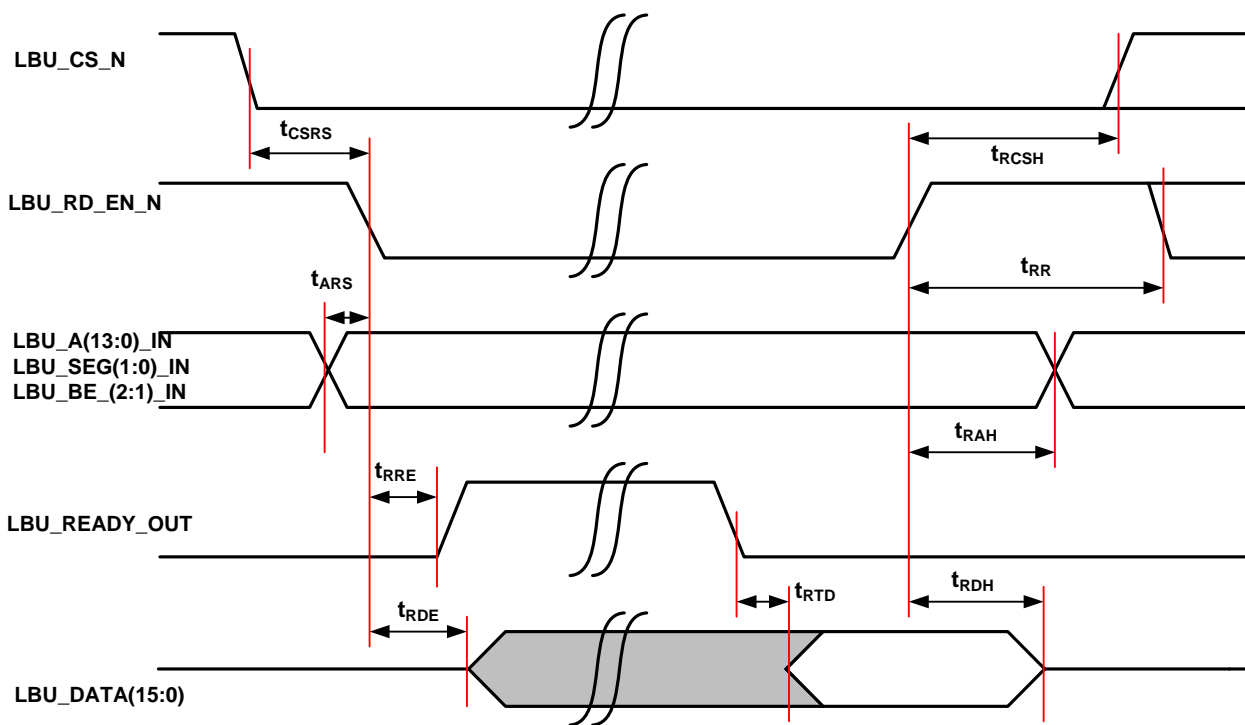 LBU_CS_N
tCSRS
tRCSH
LBU_RD_EN_N
tARS
tRR
LBU_A(13:0)_IN
LBU_SEG(1:0)_IN
LBU_BE_(2:1)_IN
tRAH
tRRE
LBU_READY_OUT
tRTD
tRDH
tRDE
LBU_DATA(15:0)